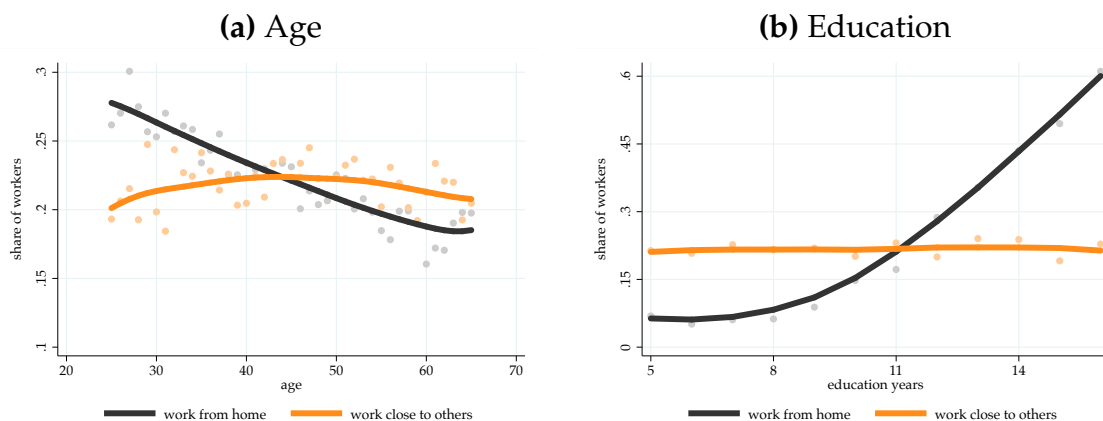 (a) Age
share of workers
.3
.25
.2
.15
.1
20 30 40 50 60 70
age
work from home work close to others
(b) Education
share of workers
.6
.45
.3
.15
0
5 8 11 14
education years
work from home work close to others